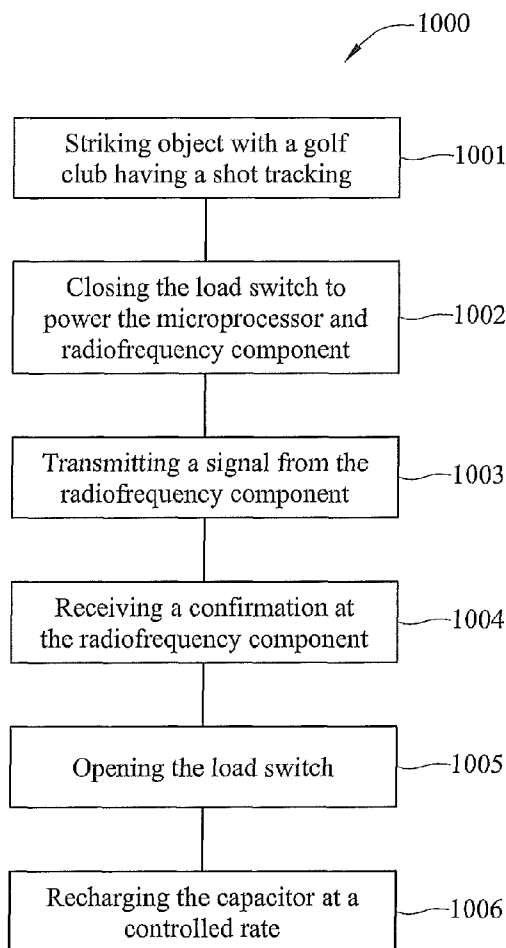 1000
Striking object with a golf
club having a shot tracking
1001
Closing the load switch to
power the microprocessor and
radiofrequency component
1002
Transmitting a signal from the
radiofrequency component
1003
Receiving a confirmation at
the radiofrequency component
1004
Opening the load switch
1005
Recharging the capacitor at a
controlled rate
1006